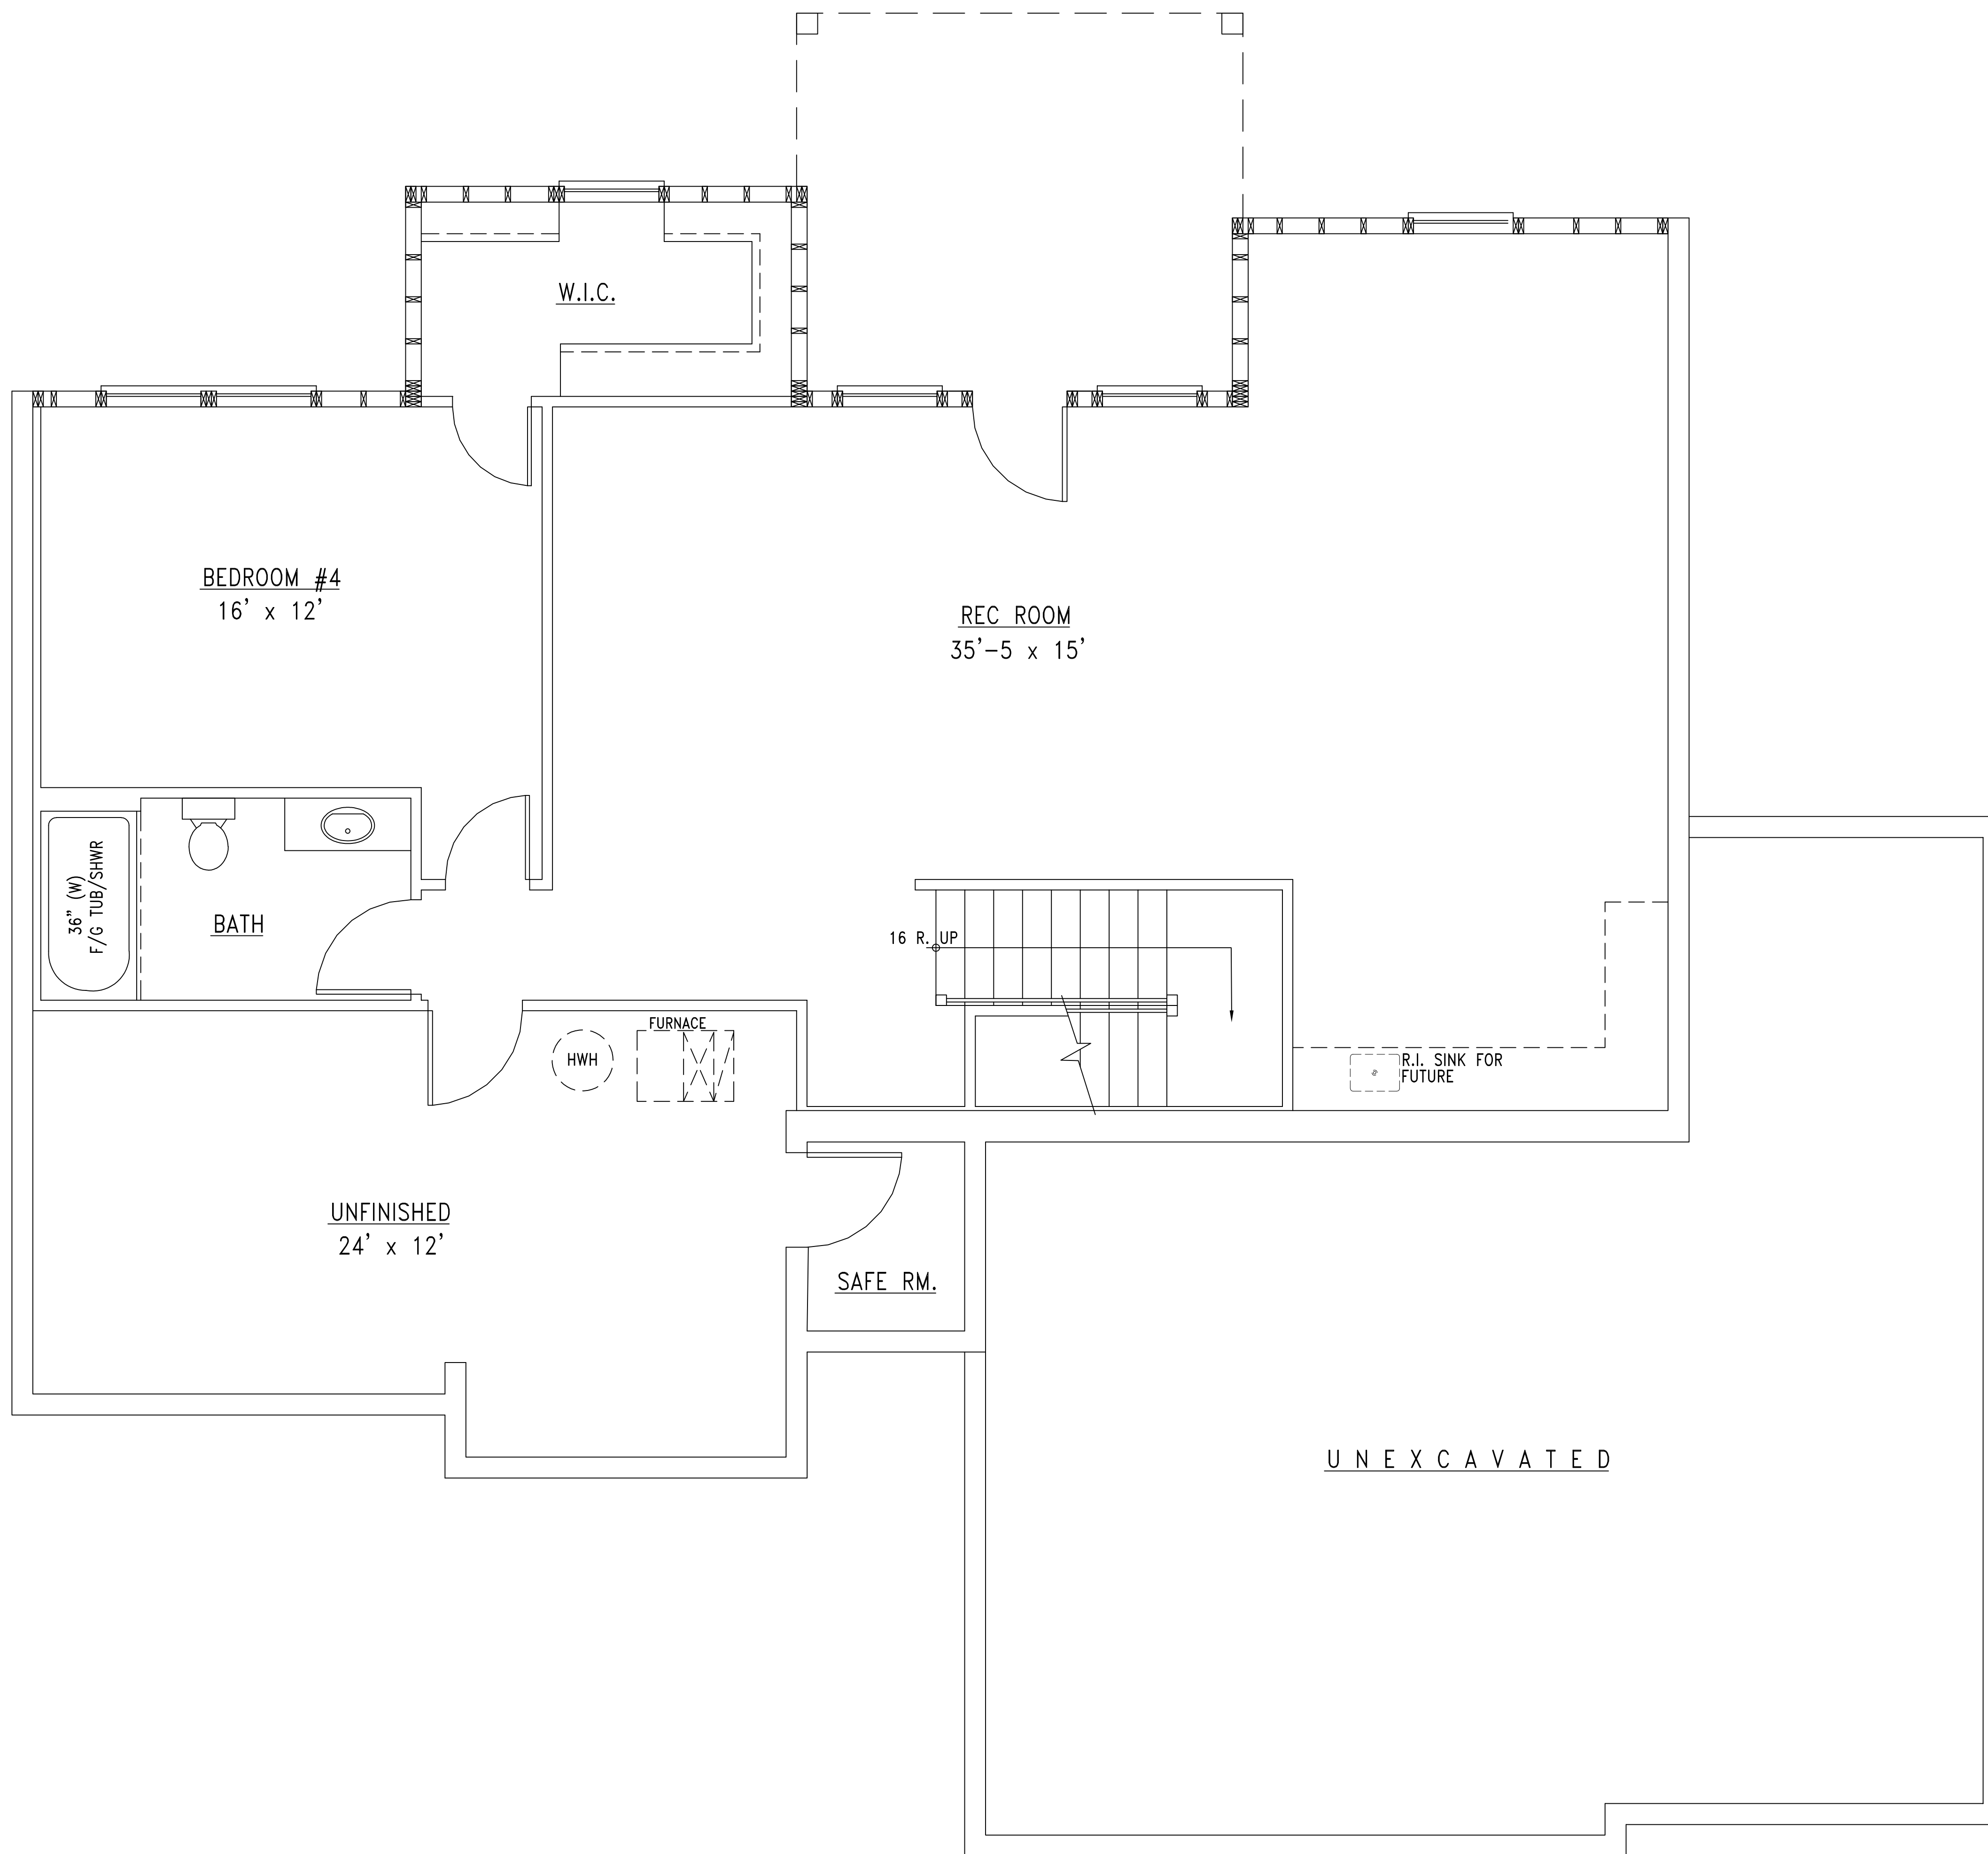 W.I.C.
BEDROOM #4
16' x 12'
REC ROOM
35'-5 x 15'
36" (W)
F/G TUB/SHWR
BATH
16 R. UP
FURNACE
HWH
R.I. SINK FOR
FUTURE
UNFINISHED
24' x 12'
SAFE RM.
UNEXCAVATED